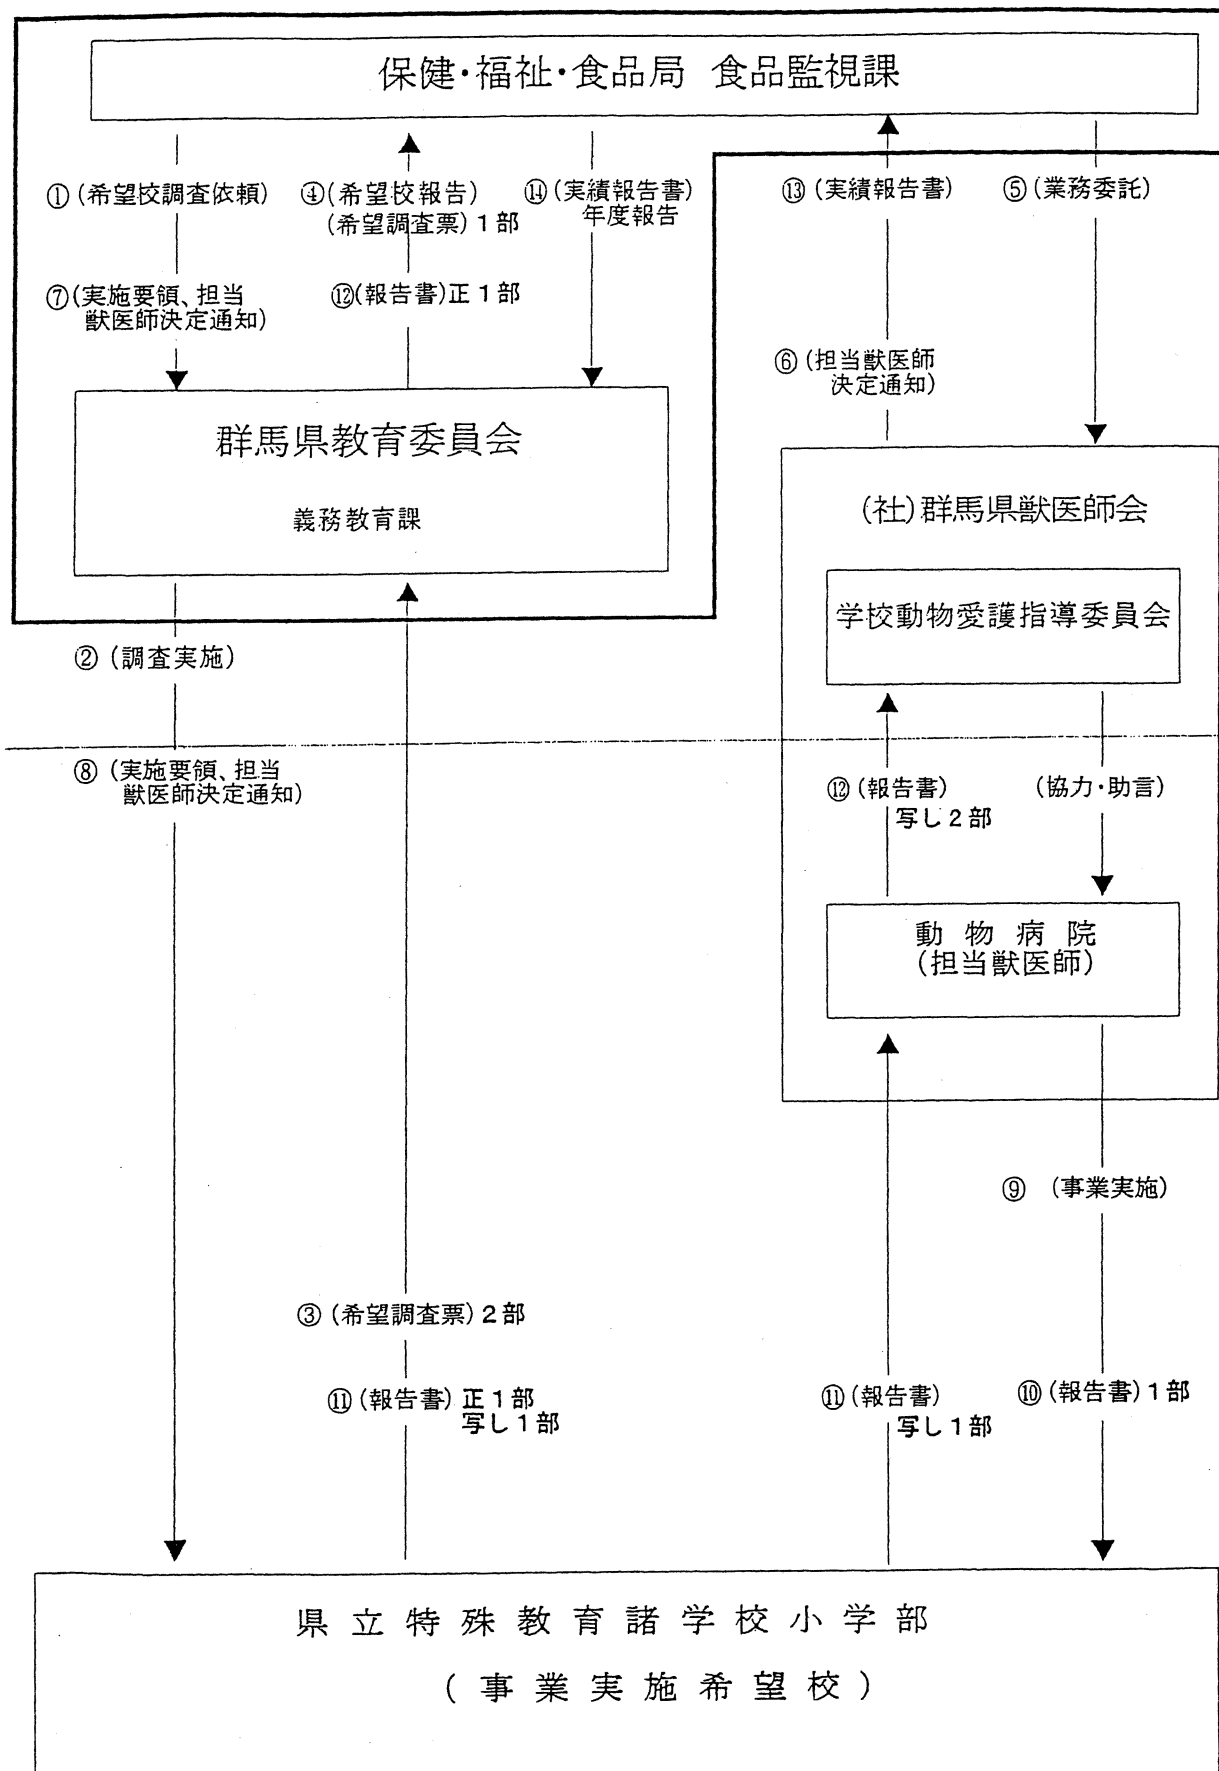 保健・福祉・食品局 食品監視課
①(希望校調査依頼)
④(希望校報告)
(希望調査票)1部
⑭(実績報告書)
年度報告
⑬(実績報告書)
⑤(業務委託)
⑦(実施要領、担当
獣医師決定通知)
⑫(報告書)正1部
⑥(担当獣医師
決定通知)
群馬県教育委員会
義務教育課
(社)群馬県獣医師会
学校動物愛護指導委員会
②(調査実施)
⑧(実施要領、担当
獣医師決定通知)
⑫(報告書)
写し2部
(協力・助言)
動物病院
(担当獣医師)
⑨ (事業実施)
③(希望調査票)2部
⑪(報告書)正1部
写し1部
⑪(報告書)
写し1部
⑩(報告書)1部
県立特殊教育諸学校小学部
(事業実施希望校)